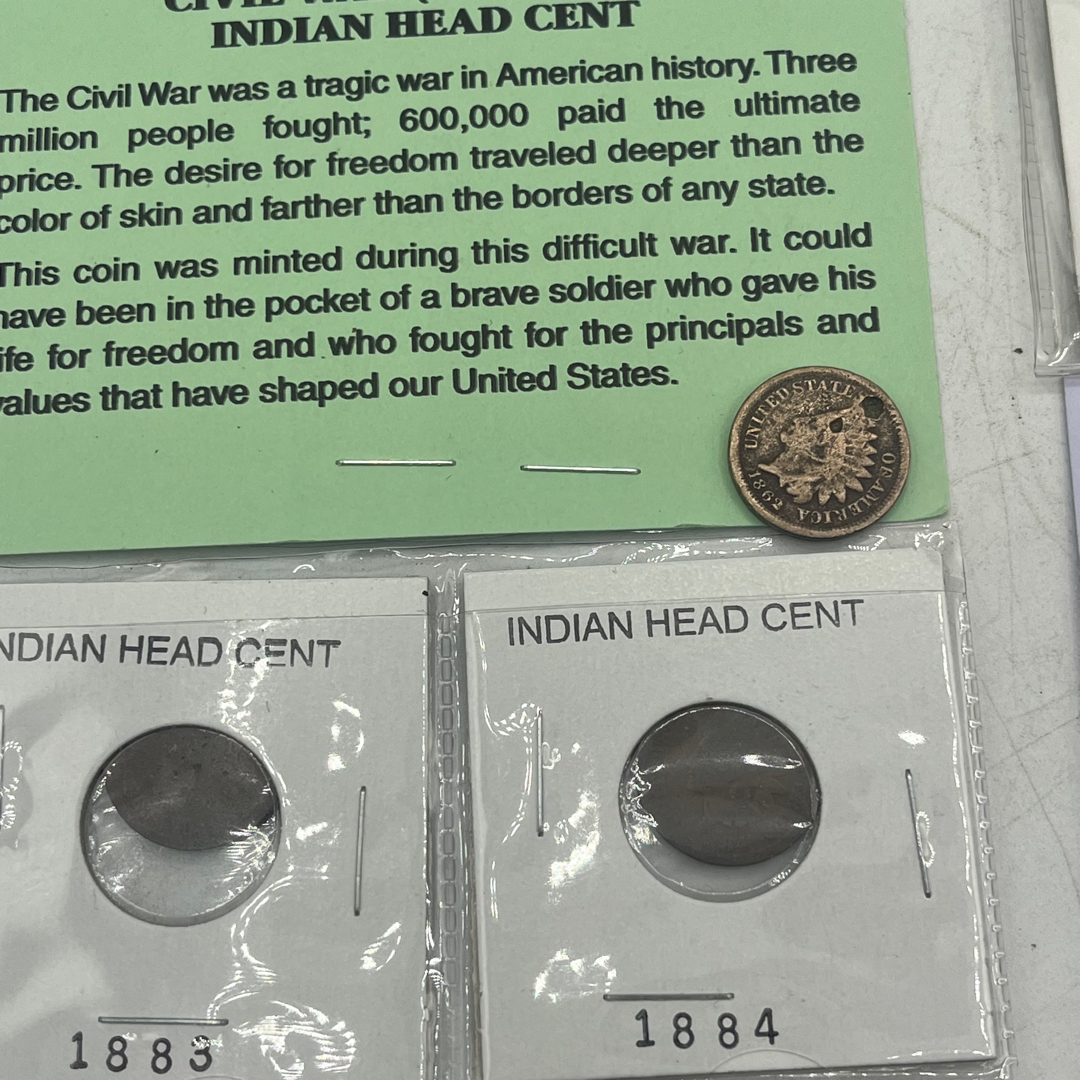 INDIAN HEAD CENT
The Civil War was a tragic war in American history. Three
million people fought; 600,000 paid the ultimate
price. The desire for freedom traveled deeper than the
color of skin and farther than the borders of any state.
This coin was minted during this difficult war. It could
have been in the pocket of a brave soldier who gave his
life for freedom and who fought for the principals and
values that have shaped our United States.
UNITED STATES OF AMERICA
NDIAN HEAD CENT
INDIAN HEAD CENT
1883
1884